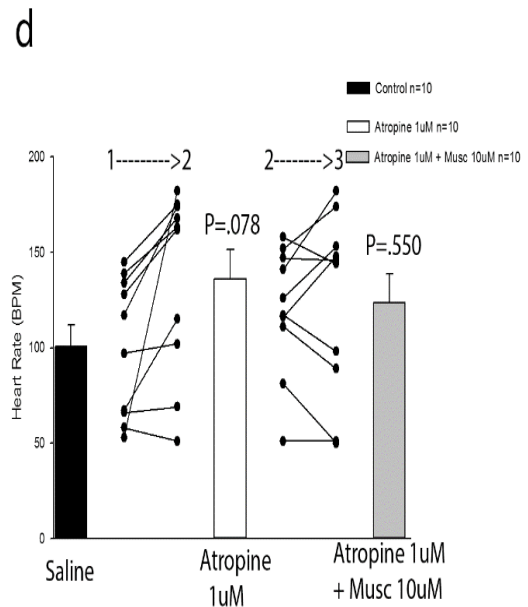 d
Control n=10
Atropine 1uM n=10
Atropine 1uM + Musc 10uM n=10
1-------->2
2------->3
200
150
100
50
0
Heart Rate (BPM)
P=.078
P=.550
Saline
Atropine
1uM
Atropine 1uM
+ Musc 10uM